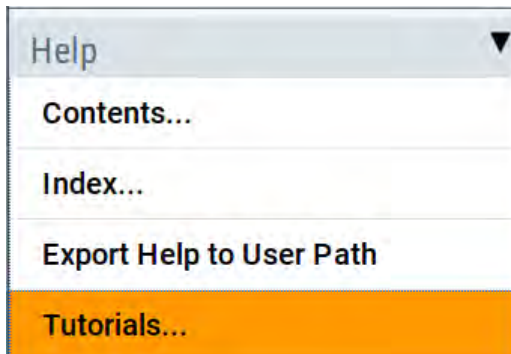 Help
Contents...
Index...
Export Help to User Path
Tutorials...